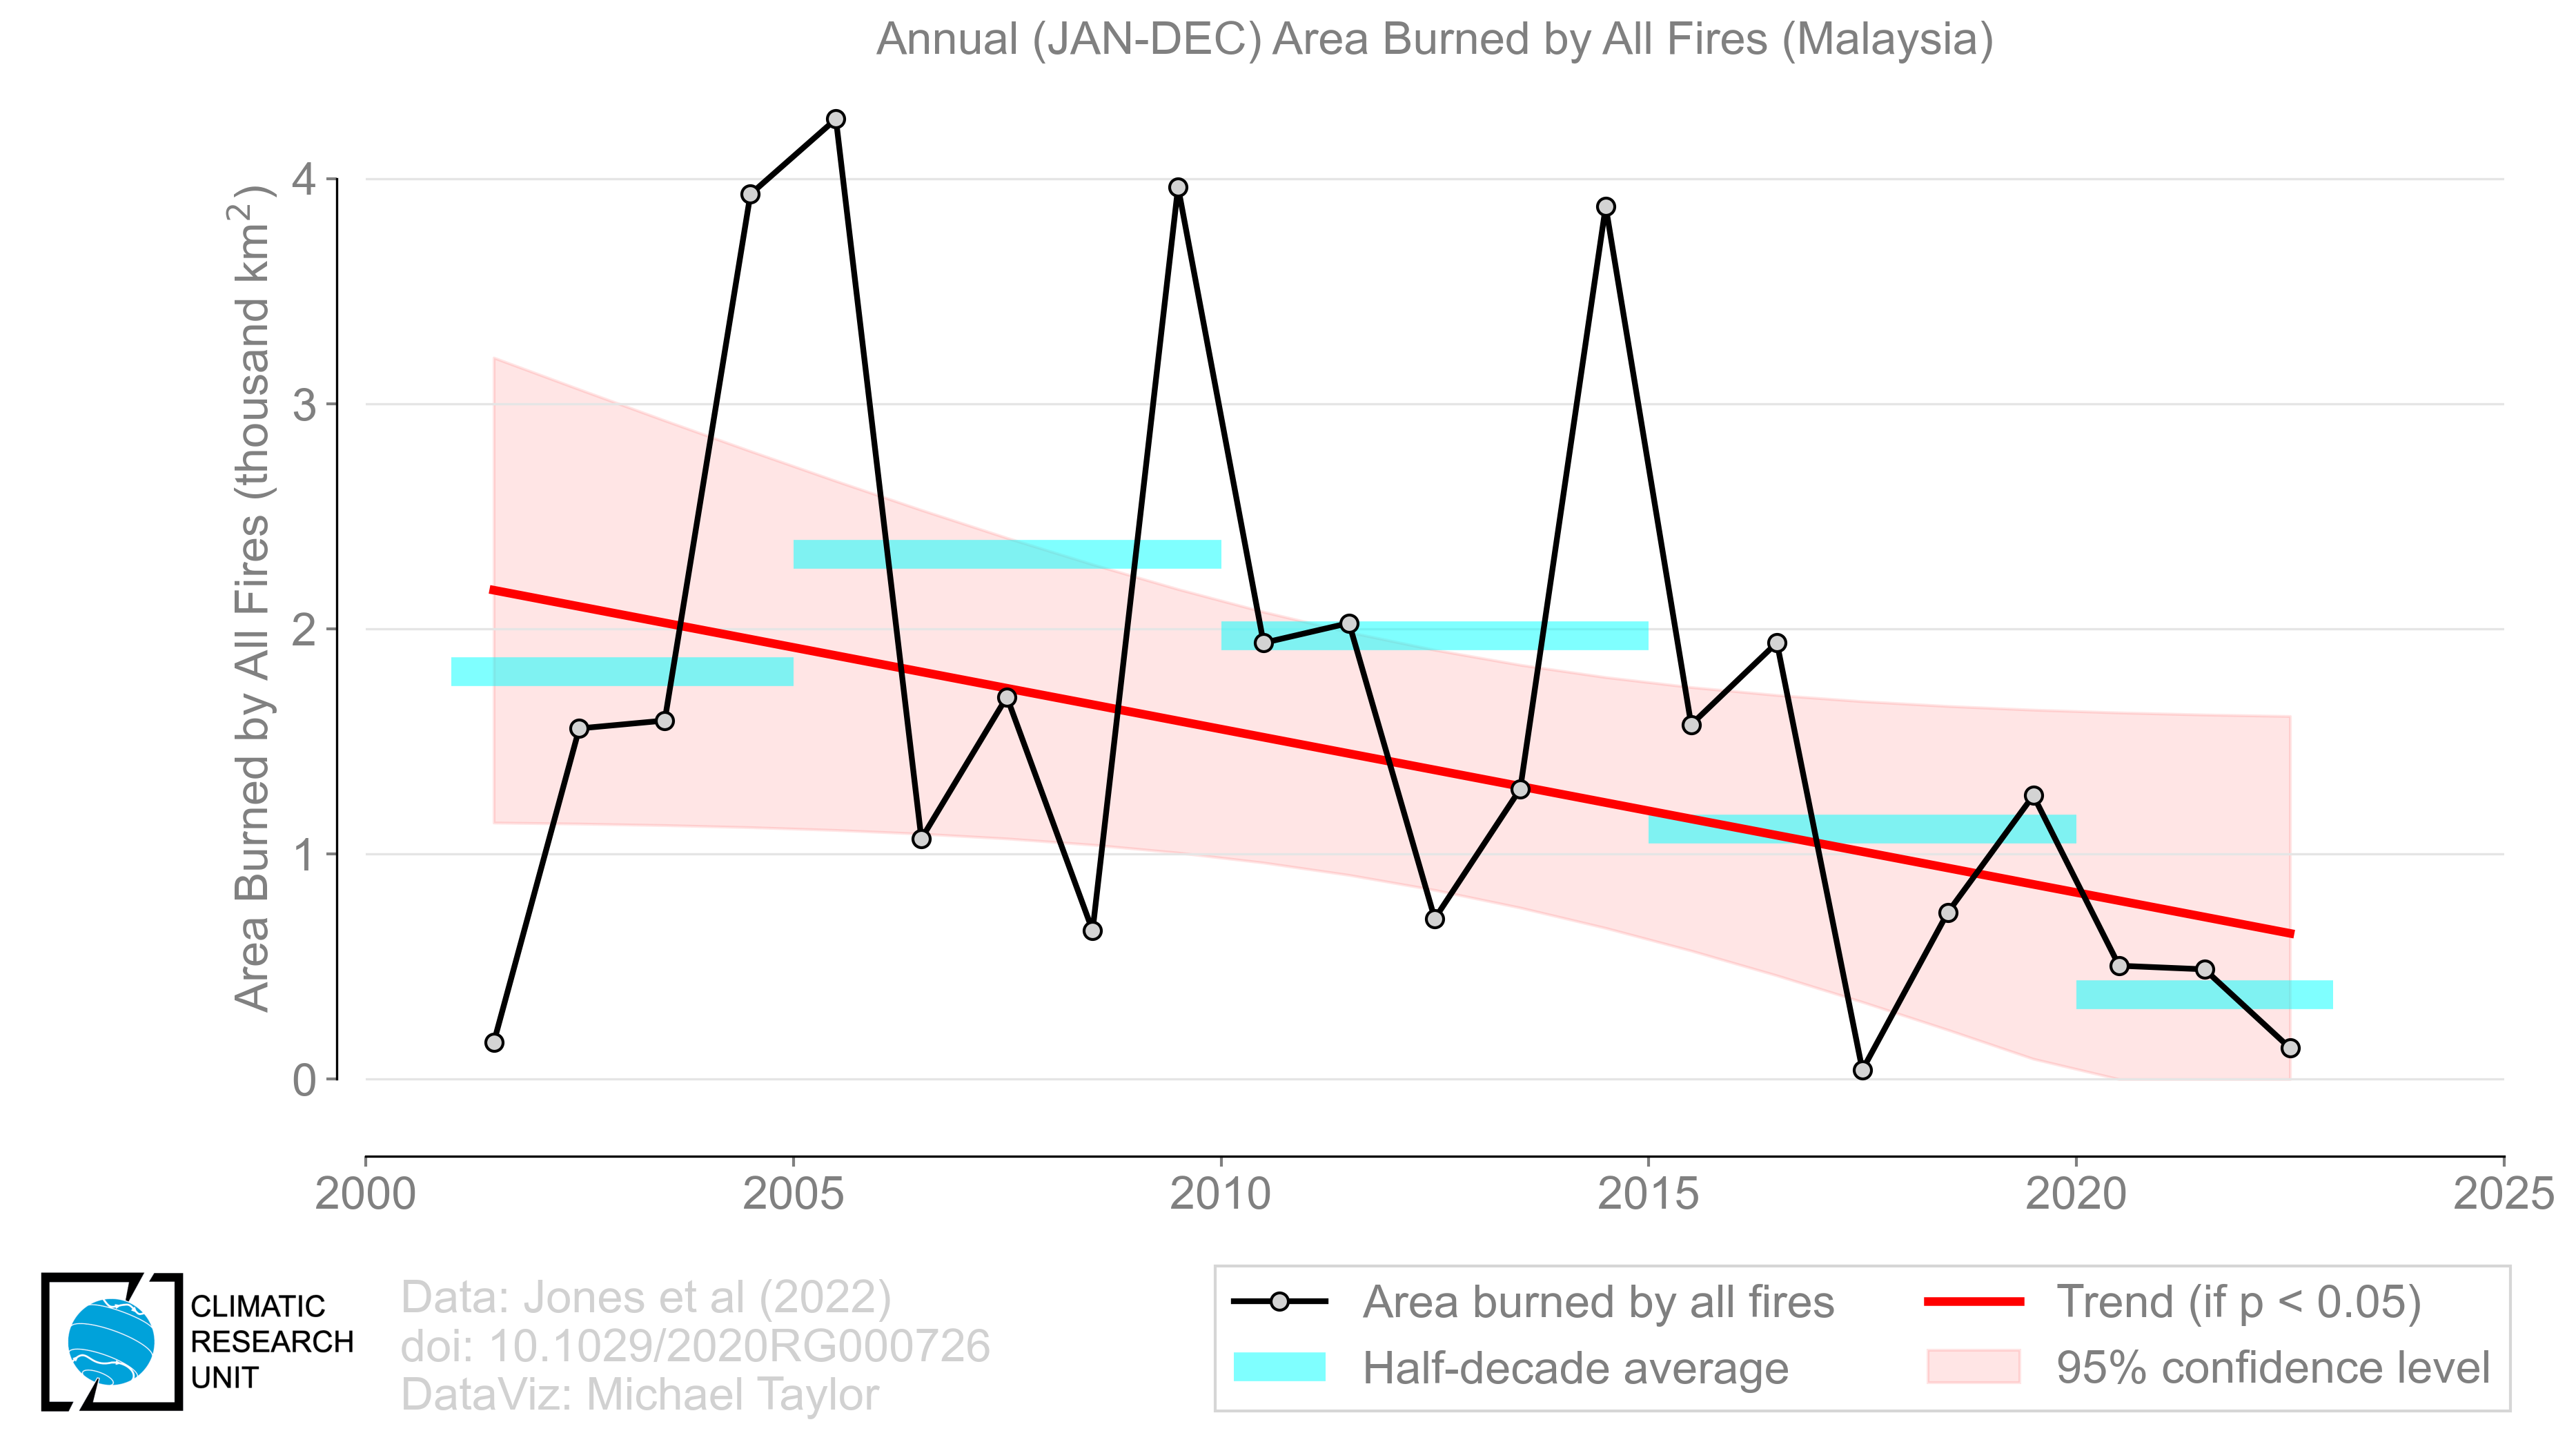 Annual (JAN-DEC) Area Burned by All Fires (Malaysia)
Area Burned by All Fires (thousand km²)
4
3
2
1
0
2000 2005 2010 2015 2020 2025
CLIMATIC
RESEARCH
UNIT
Data: Jones et al (2022)
doi: 10.1029/2020RG000726
DataViz: Michael Taylor
Area burned by all fires
Half-decade average
Trend (if p < 0.05)
95% confidence level